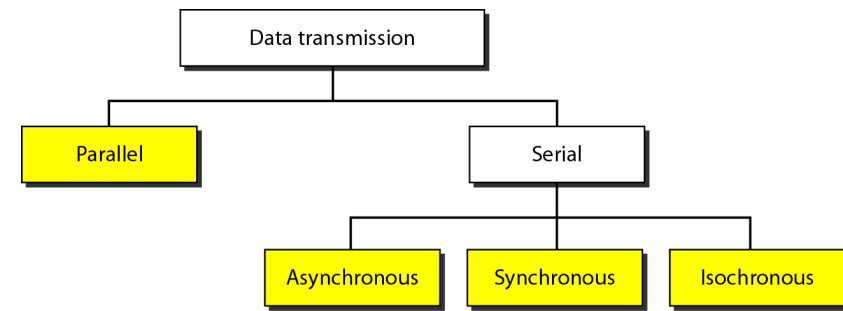 Data transmission
Parallel
Serial
Asynchronous
Synchronous
Isochronous